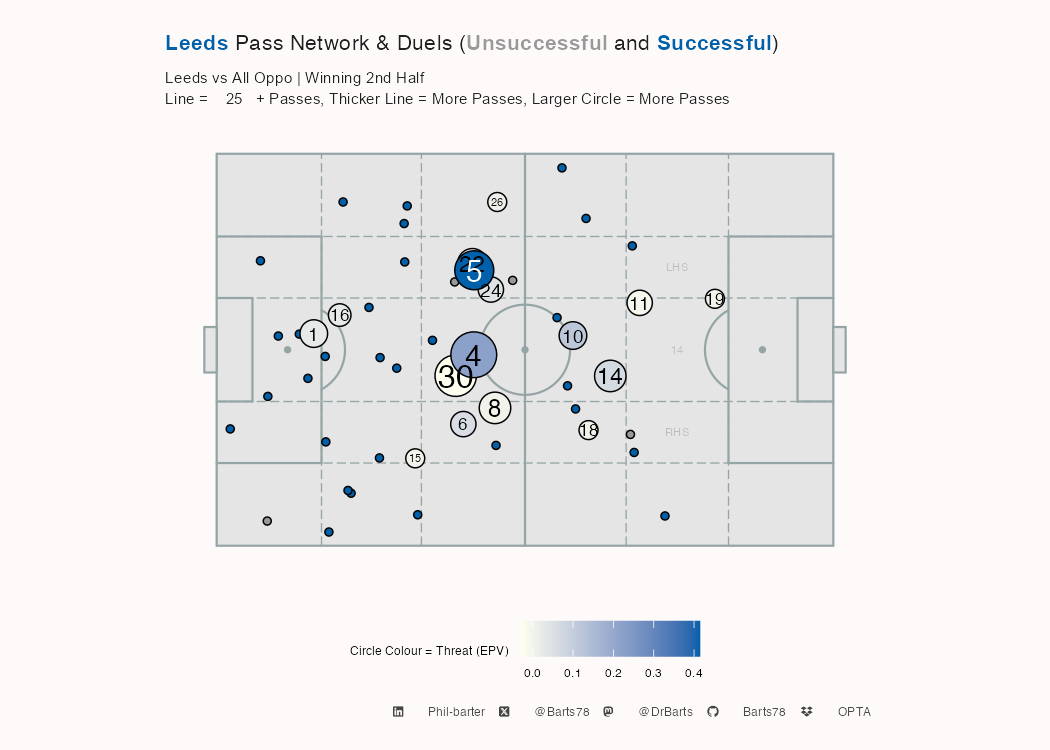 Leeds Pass Network & Duels (Unsuccessful and Successful)
Leeds vs All Oppo | Winning 2nd Half
Line = 25 + Passes, Thicker Line = More Passes, Larger Circle = More Passes
26
LHS
5
24
19
11
16
1
10
14
4
30
14
8
6
18
RHS
15
Circle Colour = Threat (EPV)
0.0 0.1 0.2 0.3 0.4
Phil-barter @Barts78 @DrBarts Barts78 OPTA